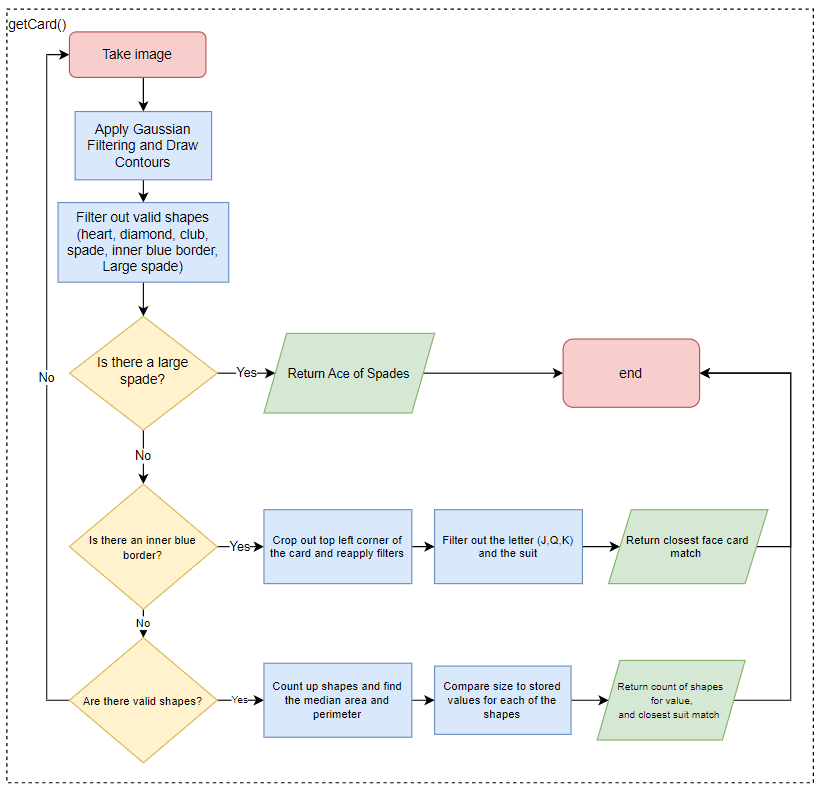 getCard()
Take image
Apply Gaussian
Filtering and Draw
Contours
Filter out valid shapes
(heart, diamond, club,
spade, inner blue border,
Large spade)
Is there a large
spade?
Yes
Return Ace of Spades
end
No
No
Is there an inner blue
border?
Yes
Crop out top left corner of
the card and reapply filters
Filter out the letter (J,Q,K)
and the suit
Return closest face card
match
No
Are there valid shapes?
Yes
Count up shapes and find
the median area and
perimeter
Compare size to stored
values for each of the
shapes
Return count of shapes
for value,
and closest suit match